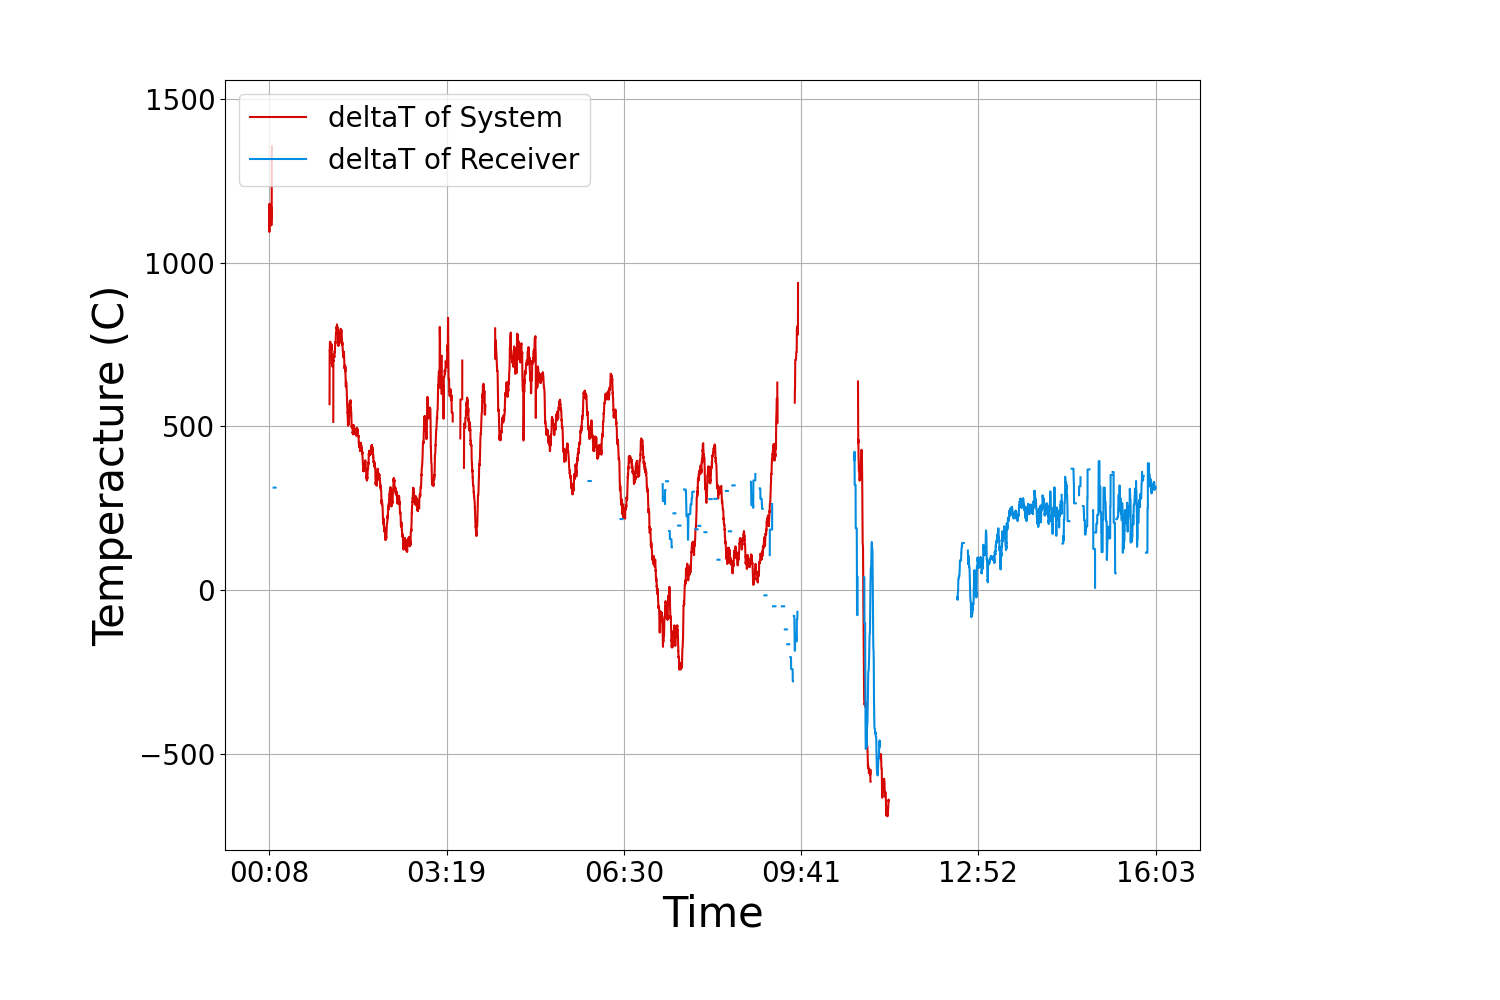 deltaT of System
deltaT of Receiver
1500
1000
500
0
−500
Temperacture (C)
00:08 03:19 06:30 09:41 12:52 16:03
Time